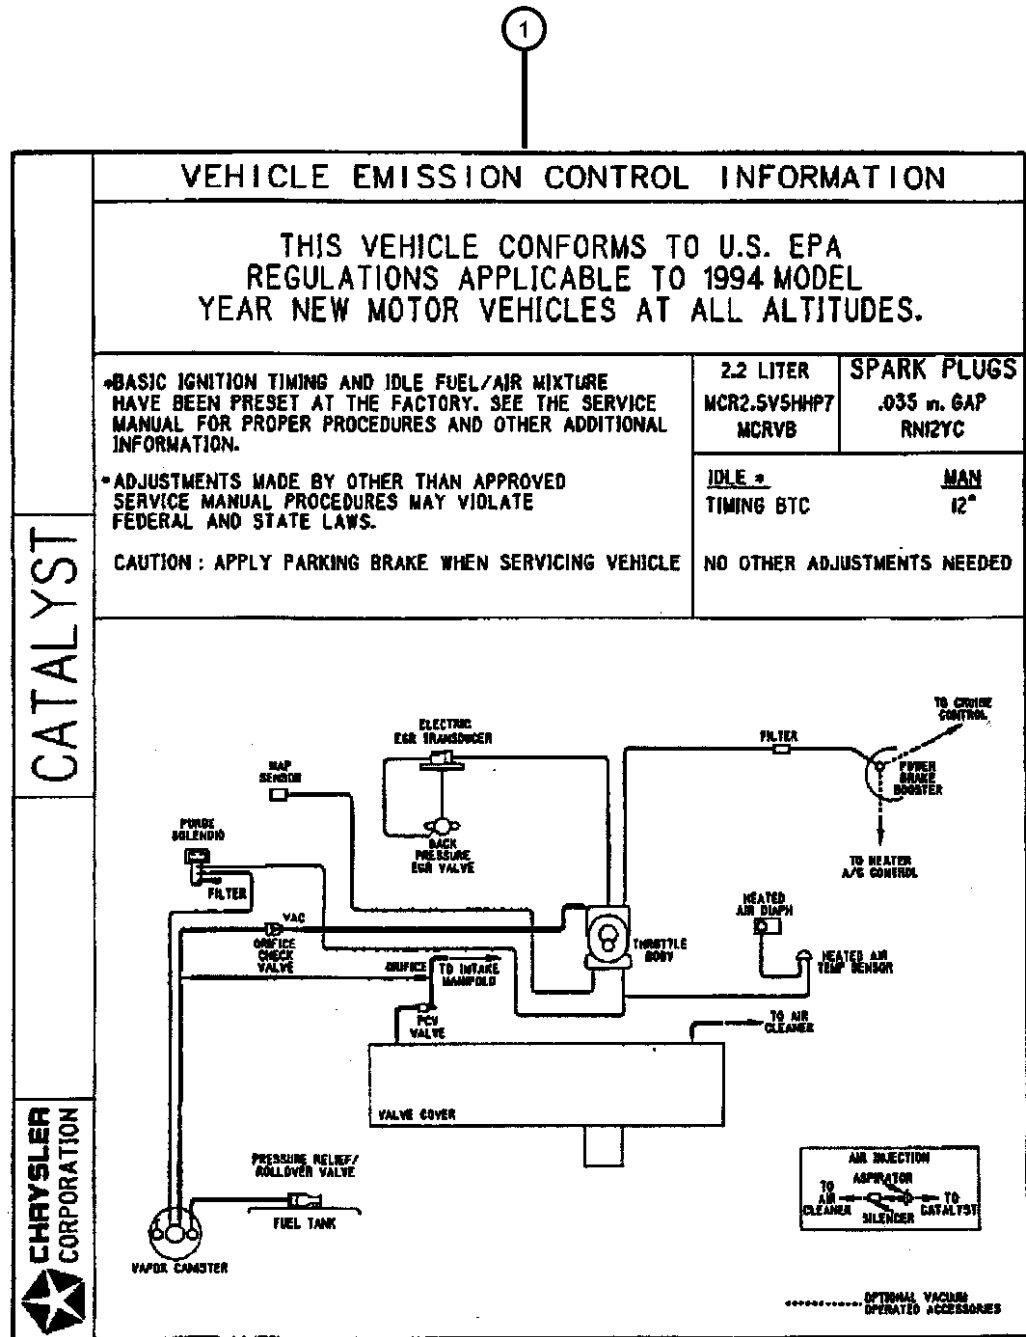 1
VEHICLE EMISSION CONTROL INFORMATION
THIS VEHICLE CONFORMS TO U.S. EPA
REGULATIONS APPLICABLE TO 1994 MODEL
YEAR NEW MOTOR VEHICLES AT ALL ALTITUDES.
*BASIC IGNITION TIMING AND IDLE FUEL/AIR MIXTURE
HAVE BEEN PRESET AT THE FACTORY. SEE THE SERVICE
MANUAL FOR PROPER PROCEDURES AND OTHER ADDITIONAL
INFORMATION.
*ADJUSTMENTS MADE BY OTHER THAN APPROVED
SERVICE MANUAL PROCEDURES MAY VIOLATE
FEDERAL AND STATE LAWS.
CAUTION : APPLY PARKING BRAKE WHEN SERVICING VEHICLE
2.2 LITER
MCR2.5V5HHP7
MCRVB
SPARK PLUGS
.035 in. GAP
RN12YC
IDLE *
MAN
TIMING BTC
12°
NO OTHER ADJUSTMENTS NEEDED
CATALYST
CHRYSLER
CORPORATION
TO CRUISE
CONTROL
ELECTRIC
EGR TRANSDUCER
FILTER
MAP
SENSOR
POWER
BRAKE
BOOSTER
PURGE
SOLENOID
BACK
PRESSURE
EGR VALVE
TO HEATER
A/C CONTROL
FILTER
HEATED
AIR DIAPH
VAC
ORIFICE
CHECK
VALVE
THROTTLE
BODY
ORIFICE
TO INTAKE
MANIFOLD
HEATED AIR
TEMP SENSOR
PCV
VALVE
TO AIR
CLEANER
VALVE COVER
PRESSURE RELIEF/
ROLLOVER VALVE
FUEL TANK
VAPOR CANISTER
AIR INJECTION
ASPIRATOR
TO
AIR
CLEANER
SILENCER
TO
CATALYST
OPTIONAL VACUUM
OPERATED ACCESSORIES